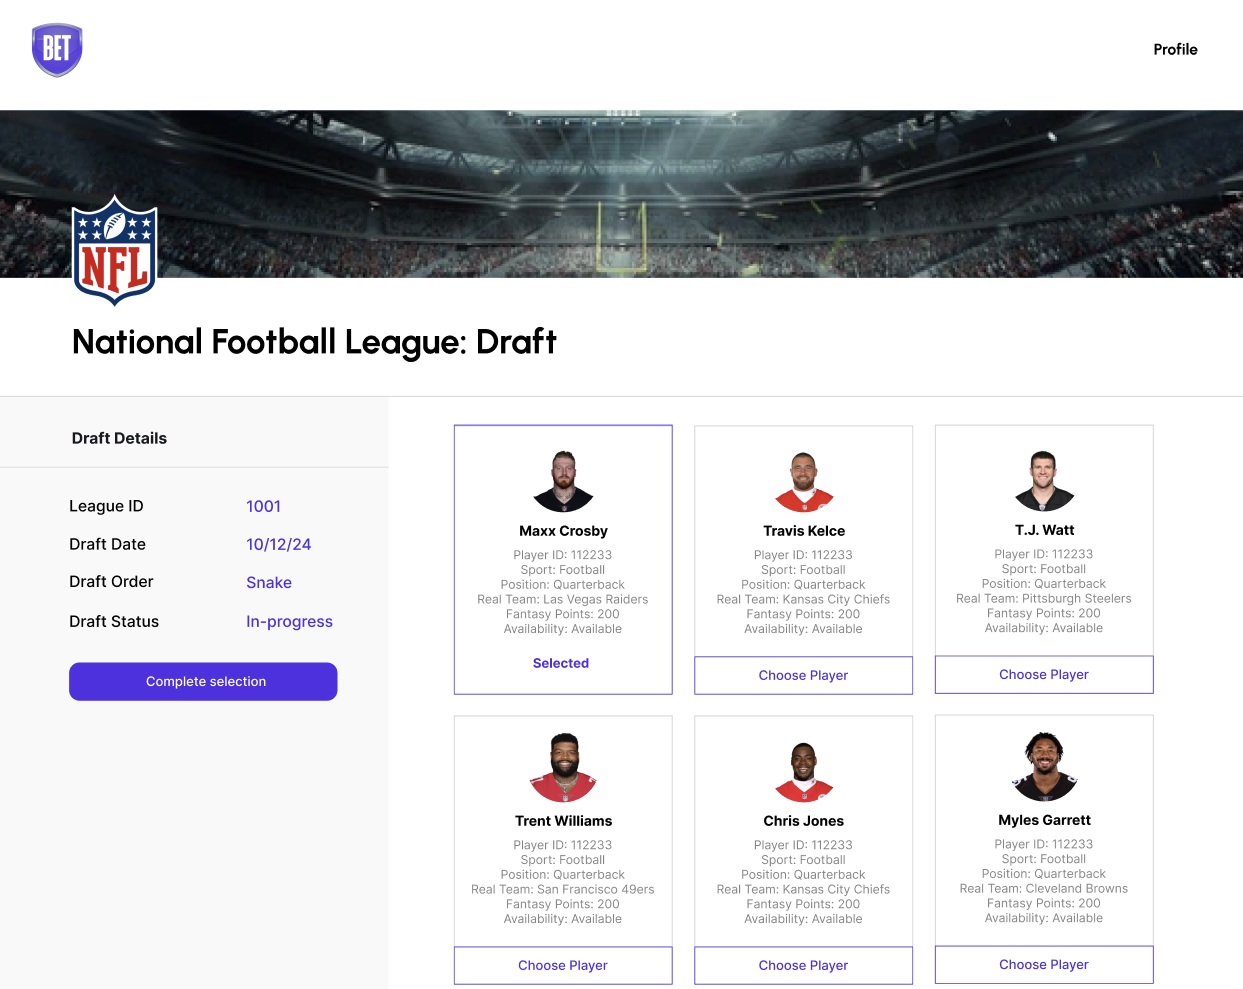 BET
Profile
NFL
National Football League: Draft
Draft Details
League ID 1001
Draft Date 10/12/24
Draft Order Snake
Draft Status In-progress
Complete selection
Maxx Crosby
Player ID: 112233
Sport: Football
Position: Quarterback
Real Team: Las Vegas Raiders
Fantasy Points: 200
Availability: Available
Selected
Travis Kelce
Player ID: 112233
Sport: Football
Position: Quarterback
Real Team: Kansas City Chiefs
Fantasy Points: 200
Availability: Available
Choose Player
T.J. Watt
Player ID: 112233
Sport: Football
Position: Quarterback
Real Team: Pittsburgh Steelers
Fantasy Points: 200
Availability: Available
Choose Player
Trent Williams
Player ID: 112233
Sport: Football
Position: Quarterback
Real Team: San Francisco 49ers
Fantasy Points: 200
Availability: Available
Choose Player
Chris Jones
Player ID: 112233
Sport: Football
Position: Quarterback
Real Team: Kansas City Chiefs
Fantasy Points: 200
Availability: Available
Choose Player
Myles Garrett
Player ID: 112233
Sport: Football
Position: Quarterback
Real Team: Cleveland Browns
Fantasy Points: 200
Availability: Available
Choose Player